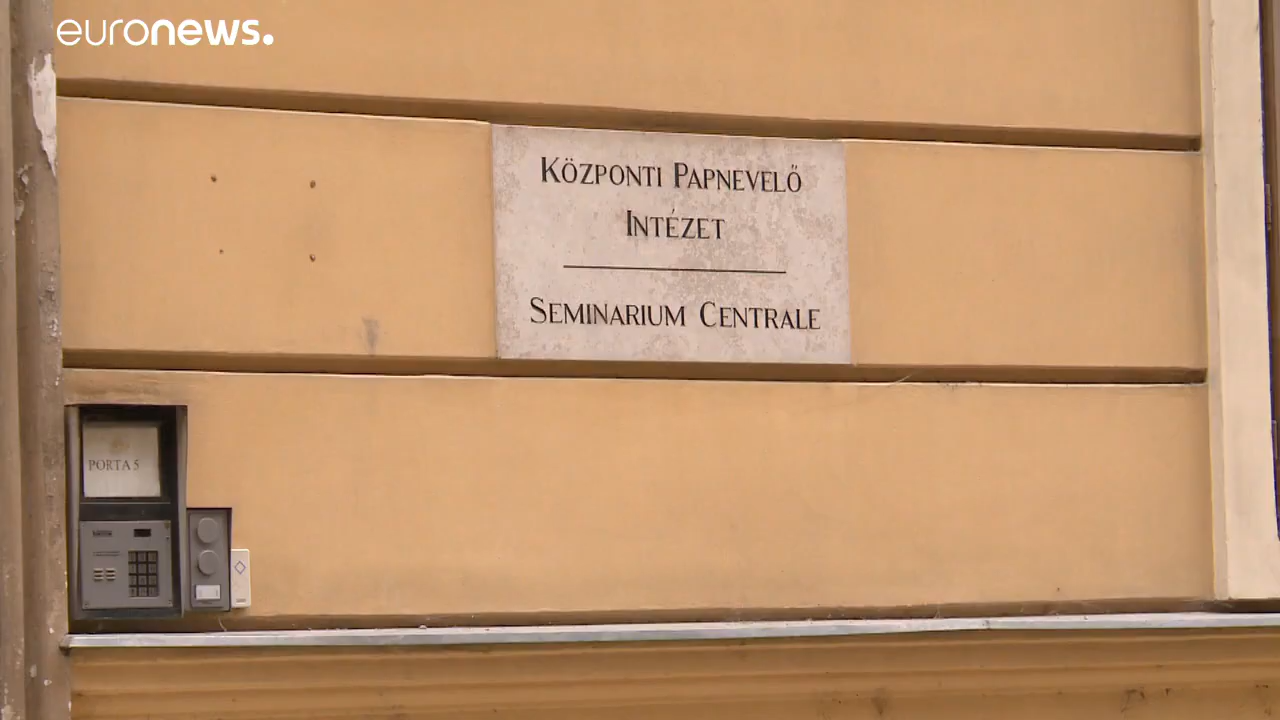 euronews.
KÖZPONTI PAPNEVELŐ
INTÉZET
SEMINARIUM CENTRALE
PORTA 5